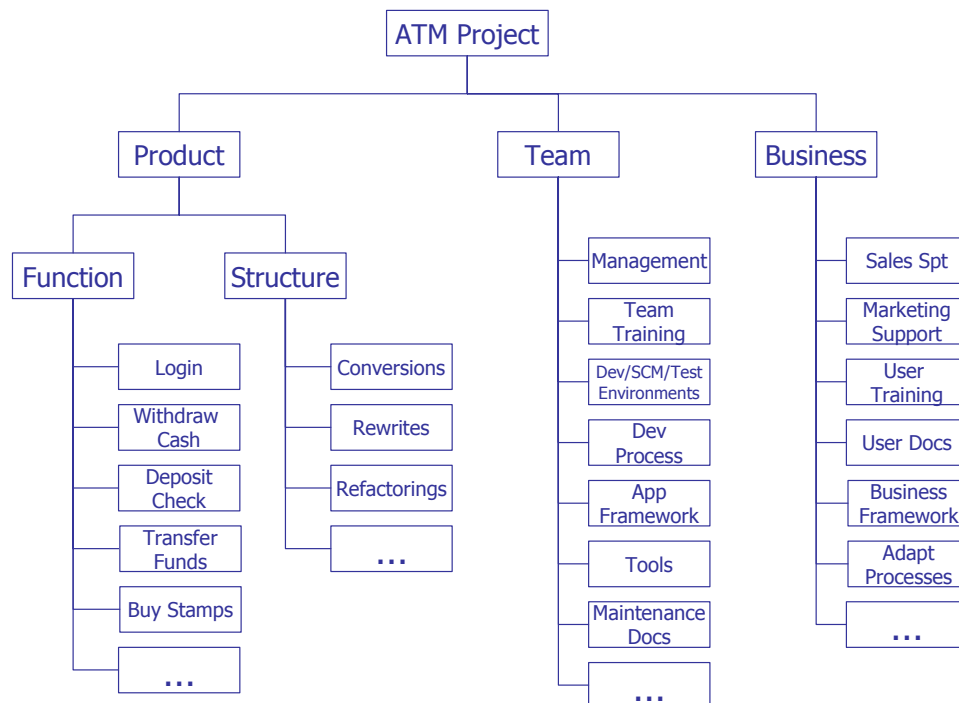 ATM Project
Product
Team
Business
Function
Structure
Login
Withdraw
Cash
Deposit
Check
Transfer
Funds
Buy Stamps
...
Conversions
Rewrites
Refactorings
...
Management
Team
Training
Dev/SCM/Test
Environments
Dev
Process
App
Framework
Tools
Maintenance
Docs
...
Sales Spt
Marketing
Support
User
Training
User Docs
Business
Framework
Adapt
Processes
...